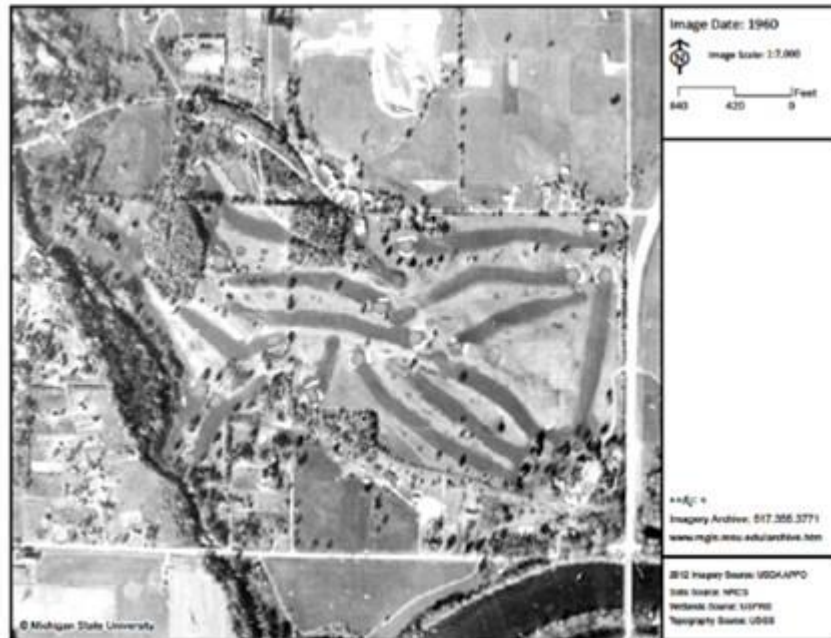 Image Date: 1960
N
Image Scale: 1:7,000
Feet
840 420 0
Imagery Archive: 517.355.3771
www.rsgis.msu.edu/archive.htm
2012 Imagery Source: USDA APFO
Soils Source: NRCS
Wetlands Source: USFWS
Topography Source: USGS
© Michigan State University